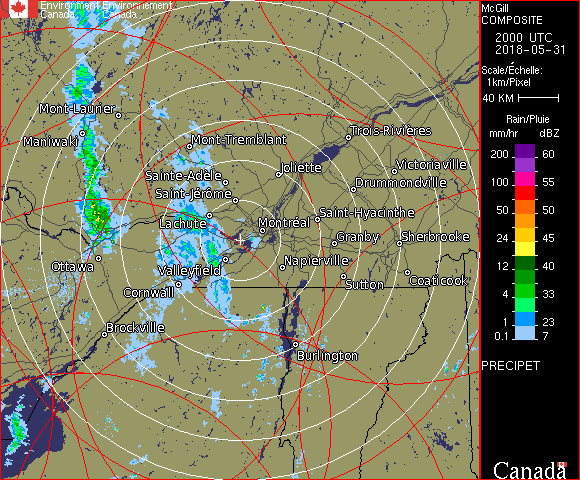 Environment Environnement
Canada Canada
Mont-Laurier
Maniwaki
Mont-Tremblant
Trois-Rivières
Sainte-Adèle
Joliette
Victoriaville
Saint-Jérôme
Drummondville
Lachute
Montréal
Saint-Hyacinthe
Granby
Sherbrooke
Ottawa
Valleyfield
Napierville
Cornwall
Sutton
Coaticook
Brockville
Burlington
McGill
COMPOSITE
2000 UTC
2018-05-31
Scale/Échelle:
1km/Pixel
40 KM
Rain/Pluie
mm/hr dBZ
200 60
100 55
50 50
24 45
12 40
4 33
1 23
0.1 7
PRECIPET
Canada